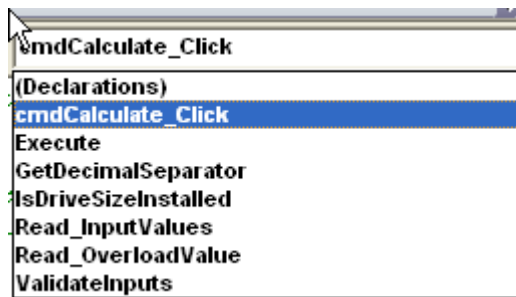 cmdCalculate_Click
(Declarations)
cmdCalculate_Click
Execute
GetDecimalSeparator
IsDriveSizeInstalled
Read_InputValues
Read_OverloadValue
ValidateInputs